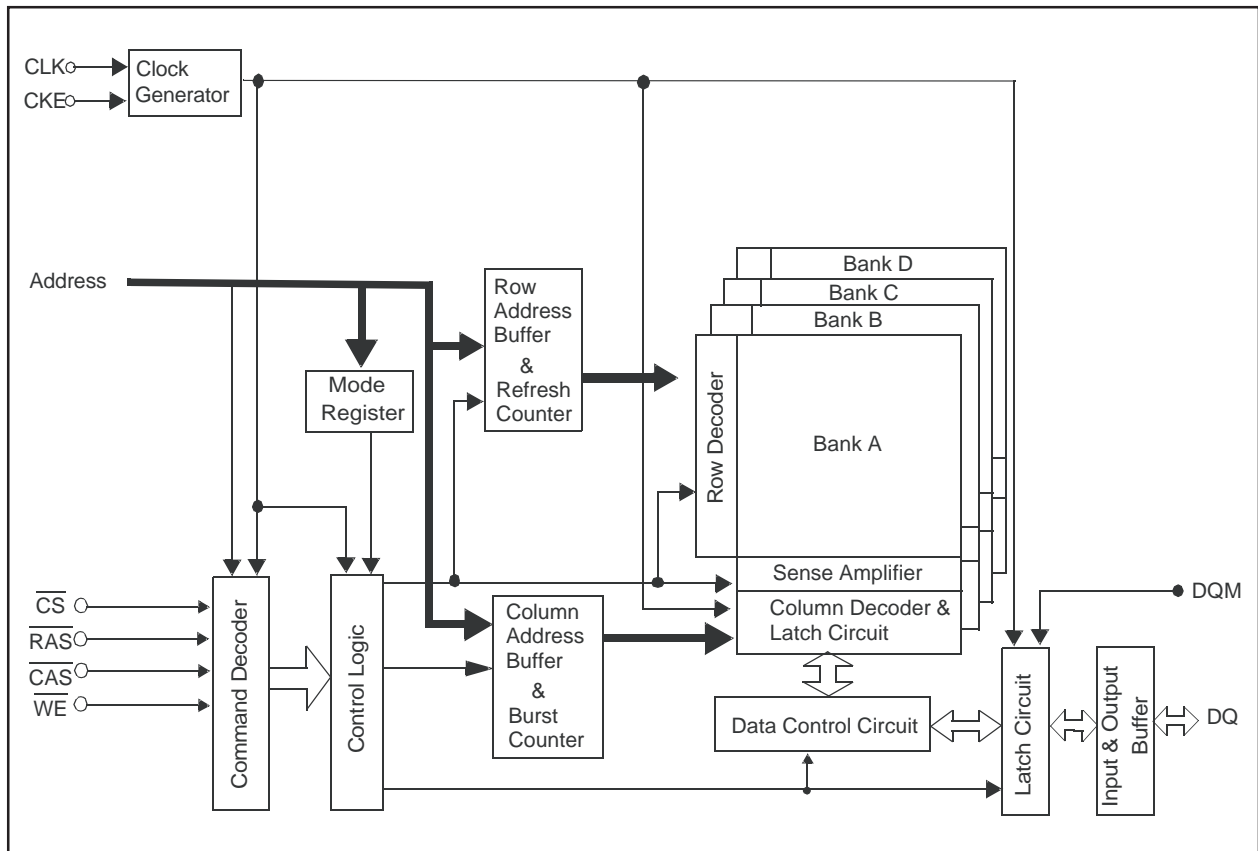 CLK
CKE
Clock
Generator
Address
Row
Address
Buffer
&
Refresh
Counter
Mode
Register
Bank D
Bank C
Bank B
Bank A
Row Decoder
Sense Amplifier
Column Decoder &
Latch Circuit
CS
RAS
CAS
WE
Command Decoder
Control Logic
Column
Address
Buffer
&
Burst
Counter
Data Control Circuit
Latch Circuit
Input & Output
Buffer
DQM
DQ